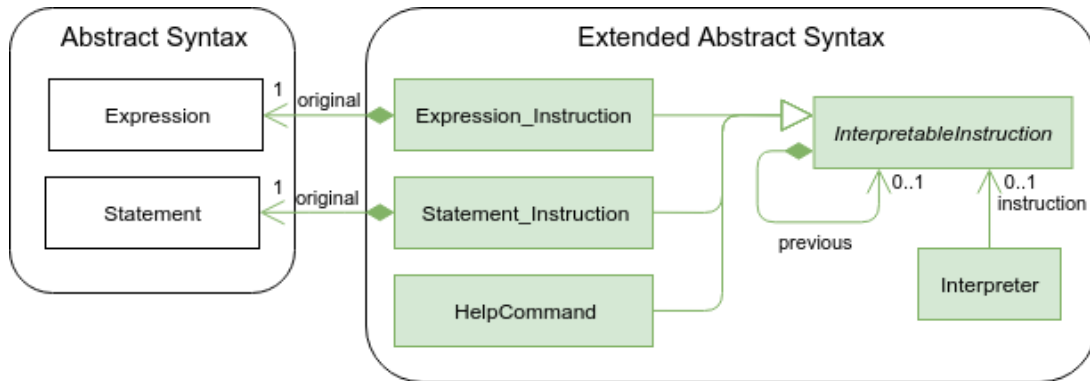 Abstract Syntax
Extended Abstract Syntax
1
original
Expression
Expression_Instruction
InterpretableInstruction
1
original
Statement
Statement_Instruction
0..1
0..1
instruction
previous
HelpCommand
Interpreter